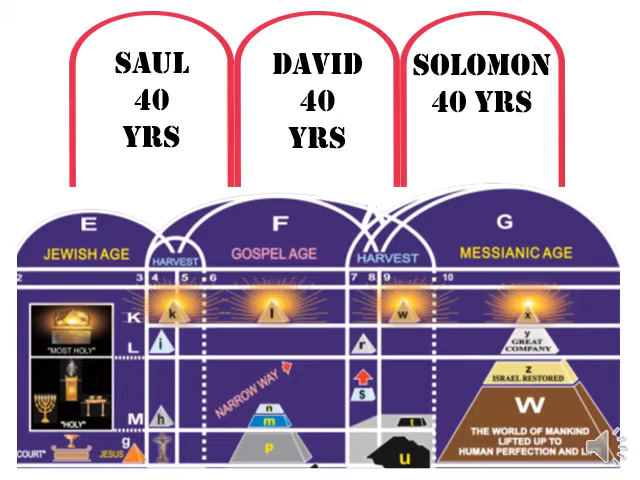 SAUL
40
YRS
DAVID
40
YRS
SOLOMON
40 YRS
E
F
G
JEWISH AGE
HARVEST
GOSPEL AGE
HARVEST
MESSIANIC AGE
2 3 4 5 6 7 8 9 10
K
k
l
w
x
"MOST HOLY"
L
i
r
y
GREAT
COMPANY
NARROW WAY
s
z
ISRAEL RESTORED
"HOLY"
M
h
n
m
t
W
g
p
u
THE WORLD OF MANKIND
LIFTED UP TO
HUMAN PERFECTION AND
COURT"
JESUS